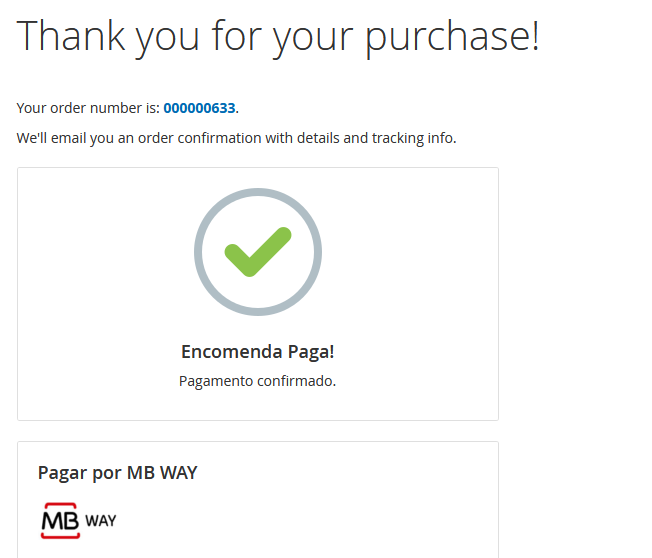 Thank you for your purchase!
Your order number is: 000000633.
We'll email you an order confirmation with details and tracking info.
Encomenda Paga!
Pagamento confirmado.
Pagar por MB WAY
MB WAY